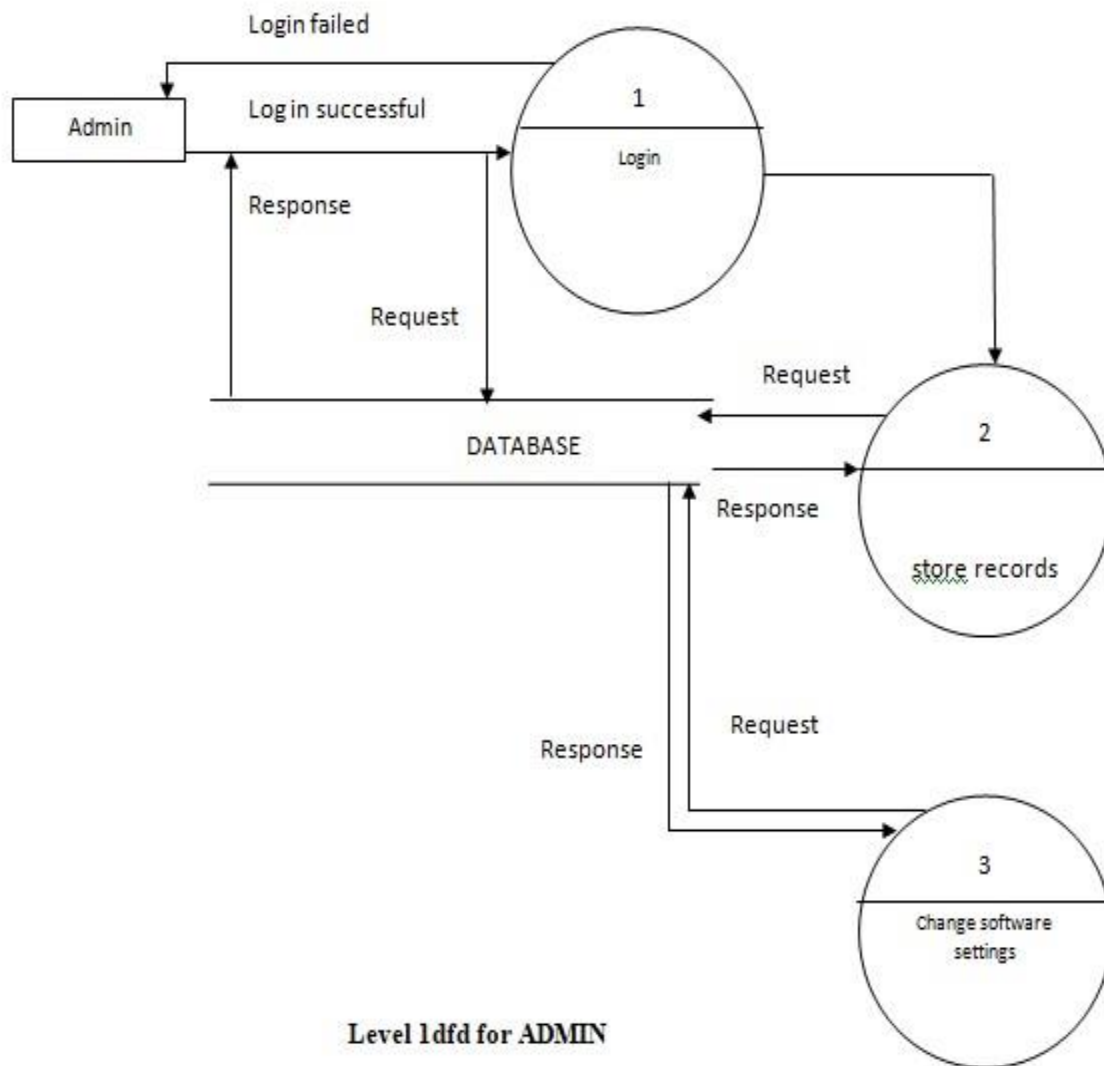 Login failed
1
Admin
Log in successful
Login
Response
Request
Request
2
DATABASE
Response
store records
Request
Response
3
Change software
settings
Level 1dfd for ADMIN